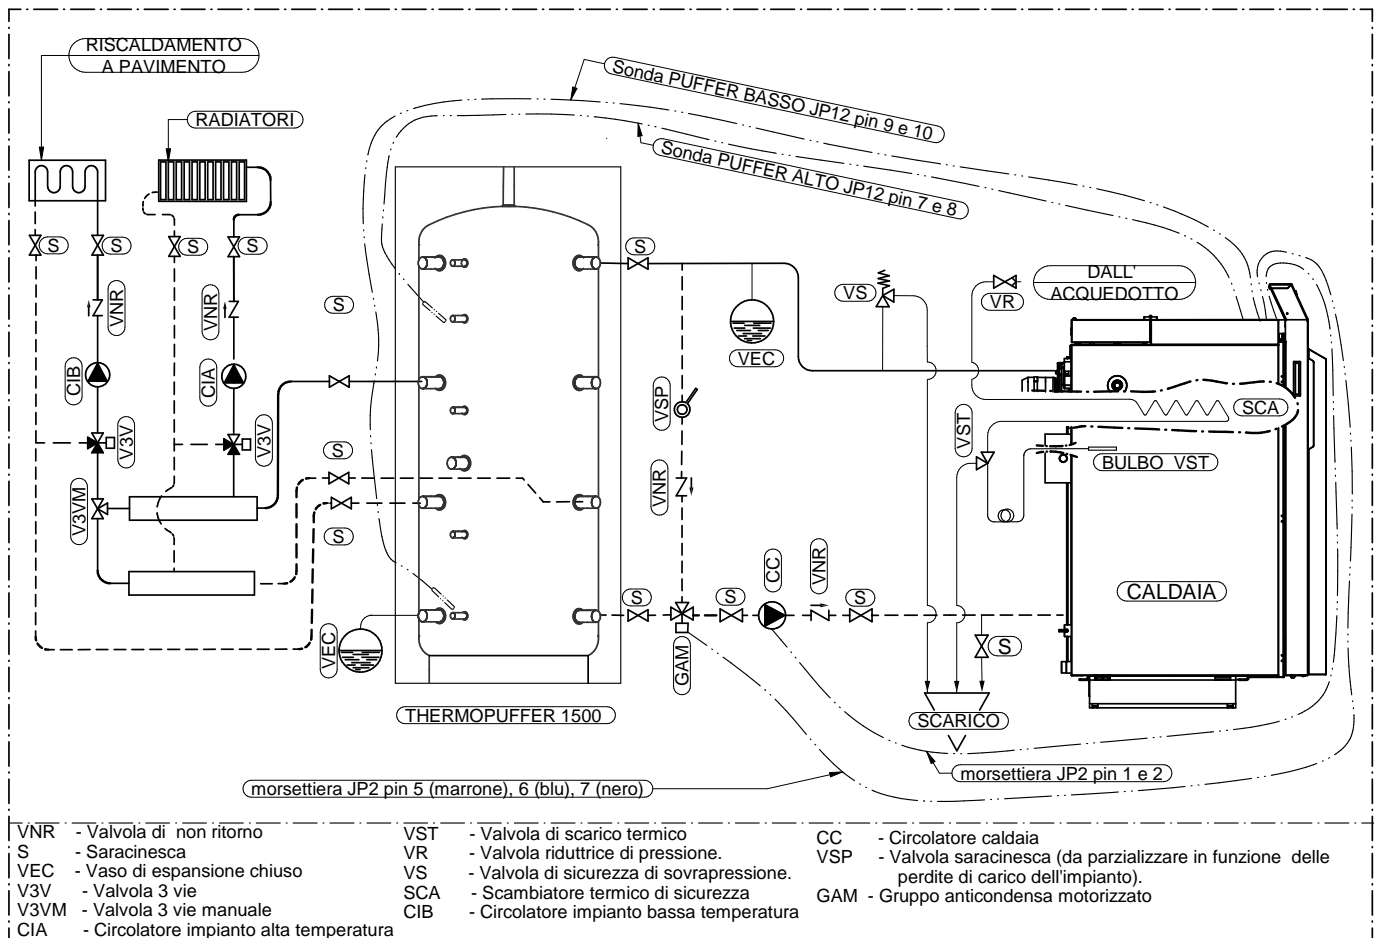 RISCALDAMENTO
A PAVIMENTO
RADIATORI
Sonda PUFFER BASSO JP12 pin 9 e 10
Sonda PUFFER ALTO JP12 pin 7 e 8
S
S
S
S
VNR
VNR
CIB
CIA
V3V
V3V
V3VM
S
S
S
S
VEC
VS
VR
DALL'
ACQUEDOTTO
VSP
VNR
VST
SCA
BULBO VST
CALDAIA
S
S
CC
VNR
S
S
VEC
GAM
SCARICO
THERMOPUFFER 1500
morsettiera JP2 pin 1 e 2
morsettiera JP2 pin 5 (marrone), 6 (blu), 7 (nero)
VNR - Valvola di non ritorno
S - Saracinesca
VEC - Vaso di espansione chiuso
V3V - Valvola 3 vie
V3VM - Valvola 3 vie manuale
CIA - Circolatore impianto alta temperatura
VST - Valvola di scarico termico
VR - Valvola riduttrice di pressione.
VS - Valvola di sicurezza di sovrapressione.
SCA - Scambiatore termico di sicurezza
CIB - Circolatore impianto bassa temperatura
CC - Circolatore caldaia
VSP - Valvola saracinesca (da parzializzare in funzione delle
perdite di carico dell'impianto).
GAM - Gruppo anticondensa motorizzato